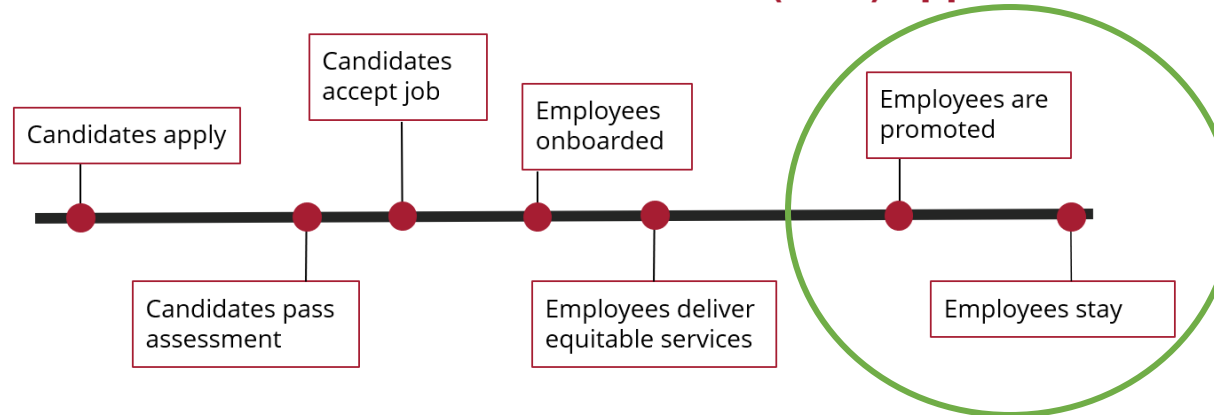 Candidates
accept job
Employees are
promoted
Employees
onboarded
Candidates apply
Candidates pass
assessment
Employees deliver
equitable services
Employees stay